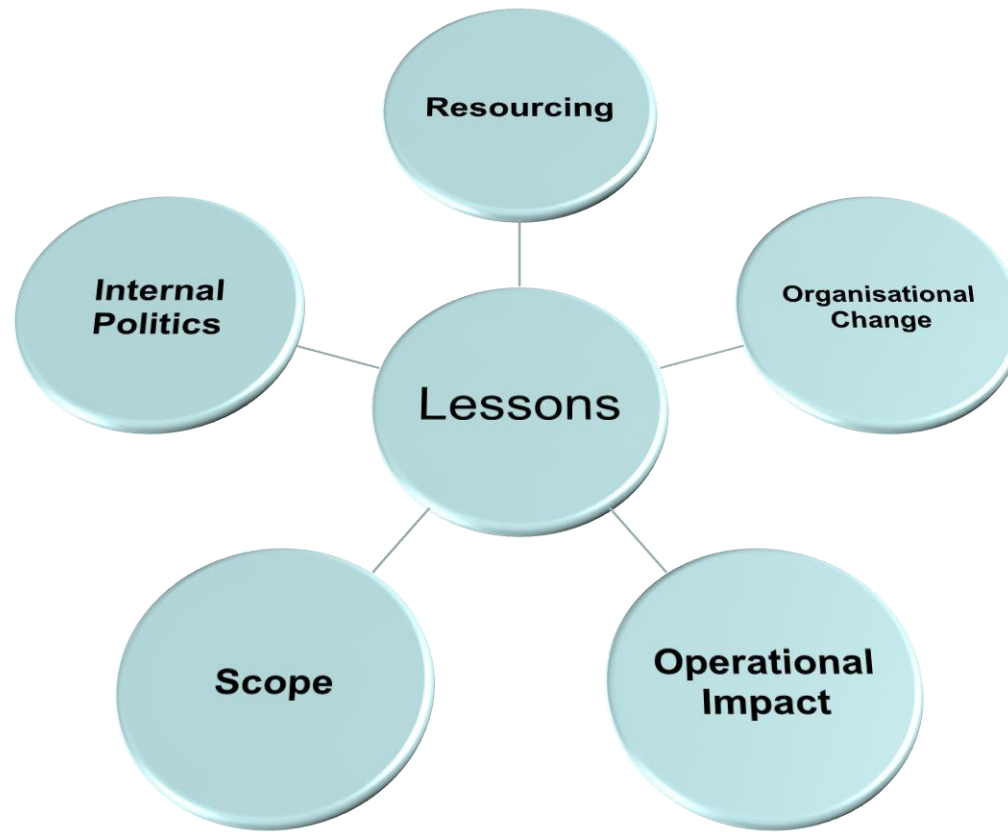 Resourcing
Internal
Politics
Organisational
Change
Lessons
Scope
Operational
Impact